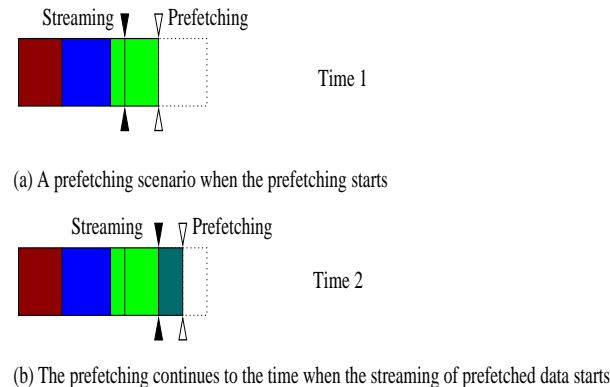 Streaming Prefetching
Time 1
(a) A prefetching scenario when the prefetching starts
Streaming Prefetching
Time 2
(b) The prefetching continues to the time when the streaming of prefetched data starts